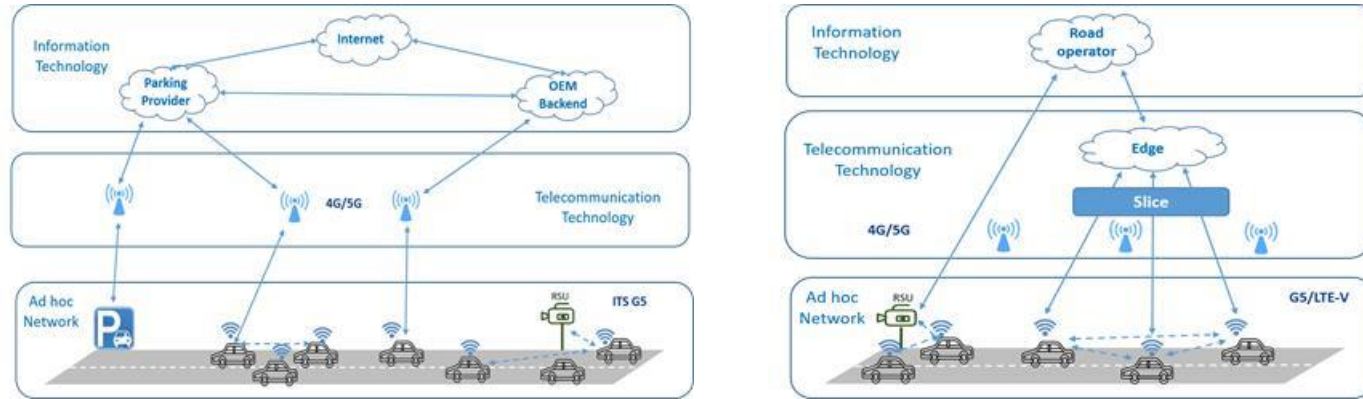 Information
Technology
Internet
Parking
Provider
OEM
Backend
4G/5G
Telecommunication
Technology
Ad hoc
Network
P
RSU
ITS G5
Information
Technology
Road
operator
Telecommunication
Technology
Edge
Slice
4G/5G
Ad hoc
Network
RSU
G5/LTE-V